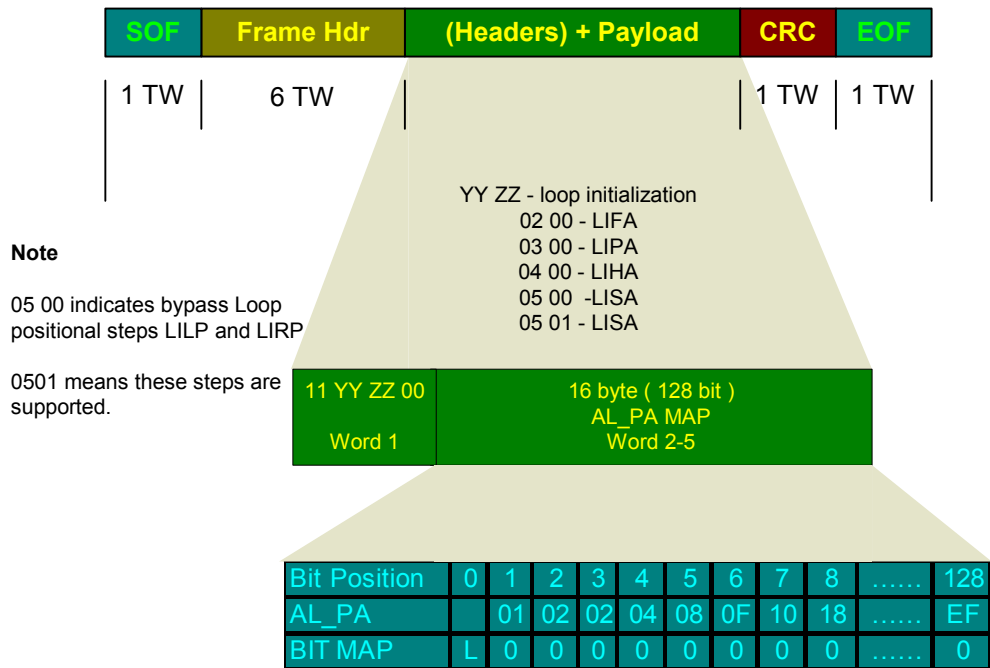 SOF Frame Hdr (Headers) + Payload CRC EOF
1 TW 6 TW 1 TW 1 TW
YY ZZ - loop initialization
02 00 - LIFA
03 00 - LIPA
04 00 - LIHA
05 00 -LISA
05 01 - LISA
Note
05 00 indicates bypass Loop
positional steps LILP and LIRP
0501 means these steps are
supported.
11 YY ZZ 00
Word 1
16 byte ( 128 bit )
AL_PA MAP
Word 2-5
Bit Position 0 1 2 3 4 5 6 7 8 ...... 128
AL_PA 01 02 02 04 08 0F 10 18 ...... EF
BIT MAP L 0 0 0 0 0 0 0 0 ...... 0